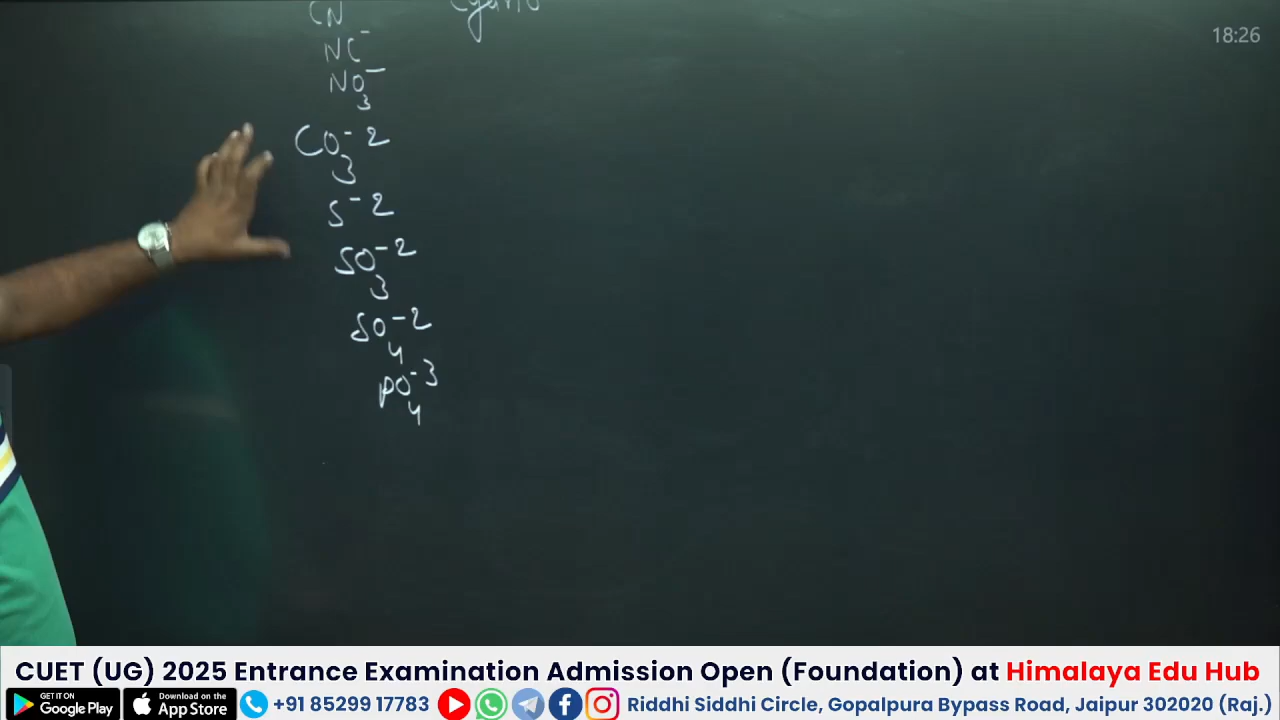 CN Cyano
18:26
NC⁻
NO₃⁻
CO₃⁻²
S⁻²
SO₃⁻²
SO₄⁻²
PO₄⁻³
CUET (UG) 2025 Entrance Examination Admission Open (Foundation) at Himalaya Edu Hub
GET IT ON Google Play Download on the App Store +91 85299 17783 Riddhi Siddhi Circle, Gopalpura Bypass Road, Jaipur 302020 (Raj.)